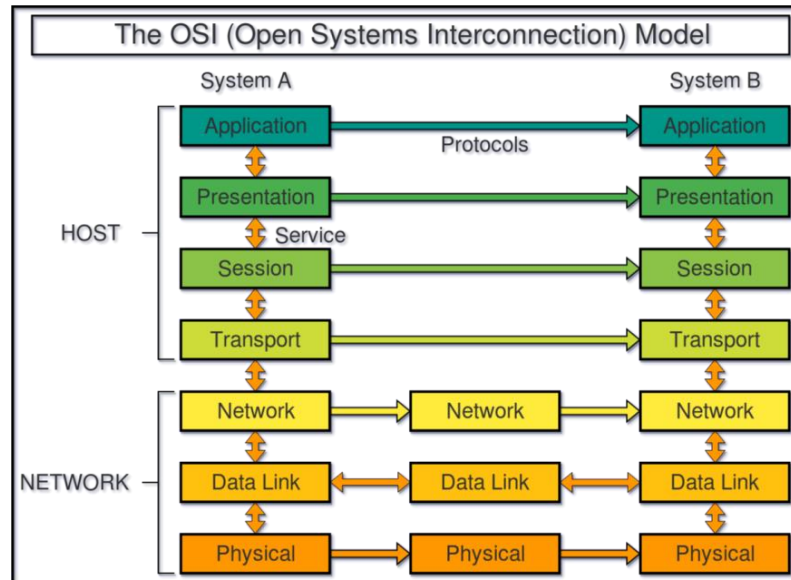 The OSI (Open Systems Interconnection) Model
System A
System B
Application
Application
Protocols
Presentation
Presentation
HOST
Service
Session
Session
Transport
Transport
Network
Network
Network
NETWORK
Data Link
Data Link
Data Link
Physical
Physical
Physical